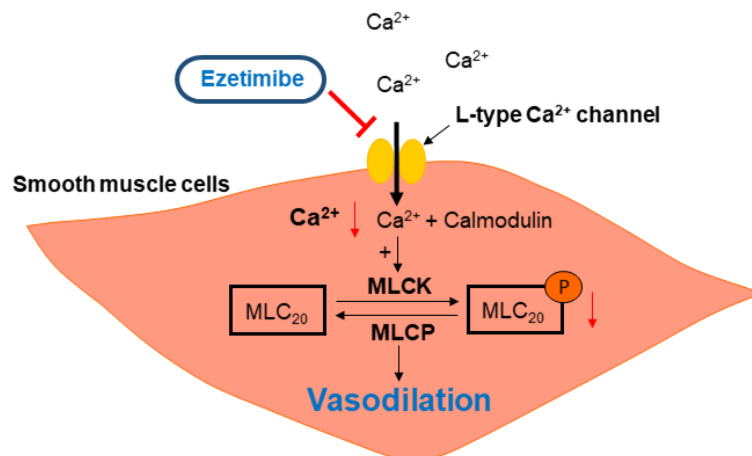 Ca²⁺
Ca²⁺
Ezetimibe
Ca²⁺
L-type Ca²⁺ channel
Smooth muscle cells
Ca²⁺
Ca²⁺ + Calmodulin
+
MLCK
P
MLC₂₀
MLC₂₀
MLCP
Vasodilation